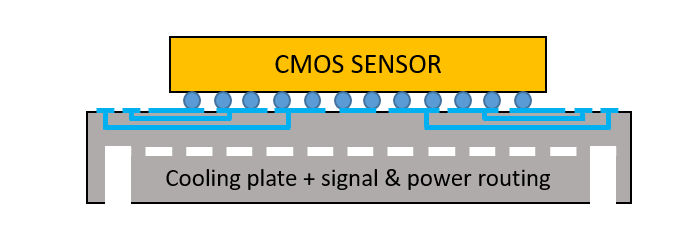 CMOS SENSOR
Cooling plate + signal & power routing